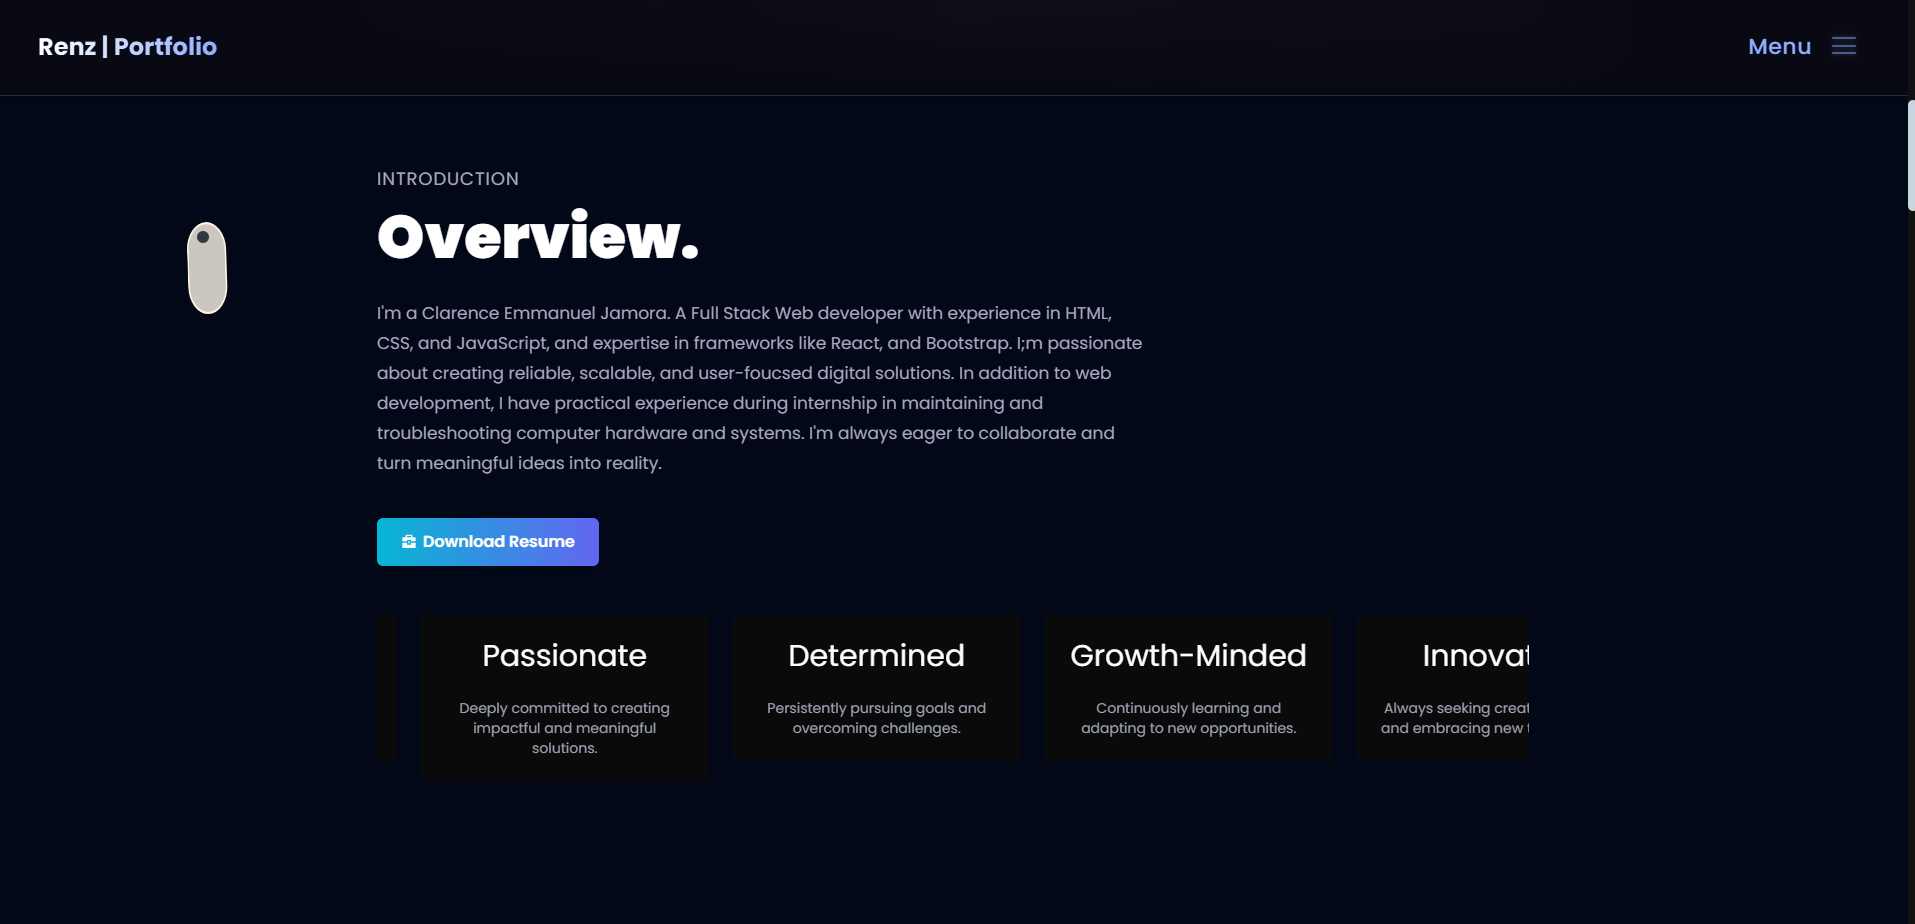 Renz | Portfolio
Menu
INTRODUCTION
Overview.
I'm a Clarence Emmanuel Jamora. A Full Stack Web developer with experience in HTML,
CSS, and JavaScript, and expertise in frameworks like React, and Bootstrap. I;m passionate
about creating reliable, scalable, and user-foucsed digital solutions. In addition to web
development, I have practical experience during internship in maintaining and
troubleshooting computer hardware and systems. I'm always eager to collaborate and
turn meaningful ideas into reality.
Download Resume
Passionate
Deeply committed to creating
impactful and meaningful
solutions.
Determined
Persistently pursuing goals and
overcoming challenges.
Growth-Minded
Continuously learning and
adapting to new opportunities.
Innovat
Always seeking creat
and embracing new t